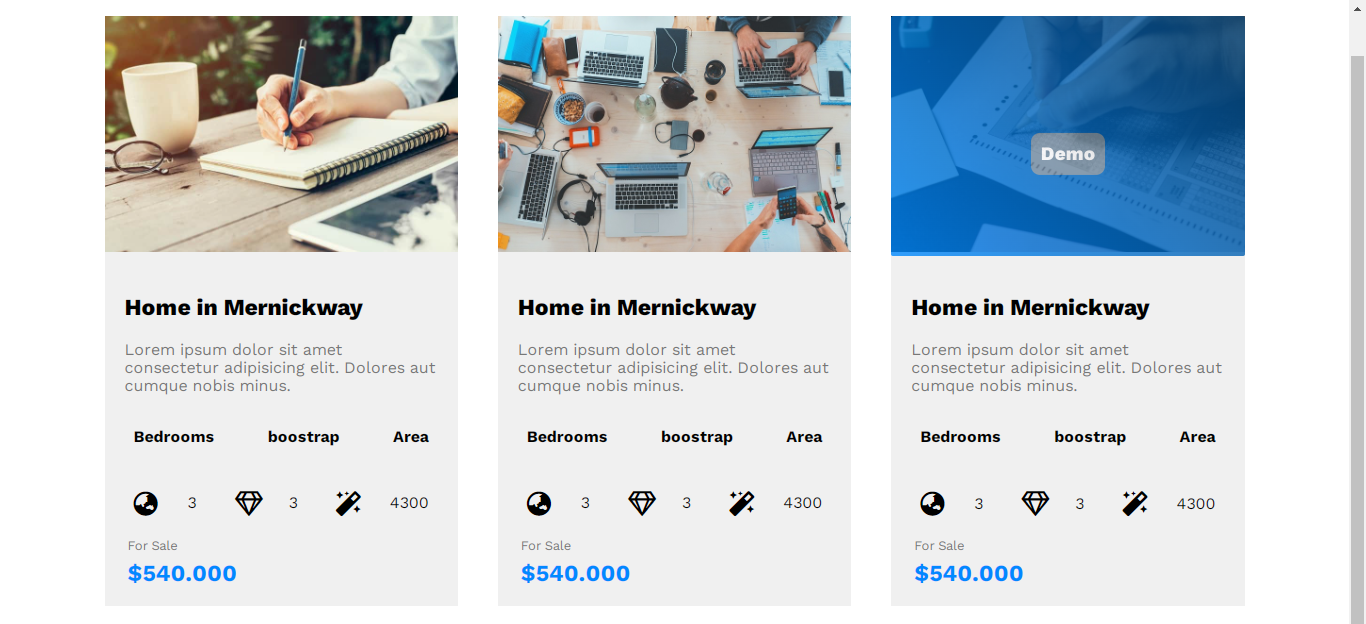 Demo
Home in Mernickway
Lorem ipsum dolor sit amet
consectetur adipisicing elit. Dolores aut
cumque nobis minus.
Bedrooms boostrap Area
3 3 4300
For Sale
$540.000
Home in Mernickway
Lorem ipsum dolor sit amet
consectetur adipisicing elit. Dolores aut
cumque nobis minus.
Bedrooms boostrap Area
3 3 4300
For Sale
$540.000
Home in Mernickway
Lorem ipsum dolor sit amet
consectetur adipisicing elit. Dolores aut
cumque nobis minus.
Bedrooms boostrap Area
3 3 4300
For Sale
$540.000